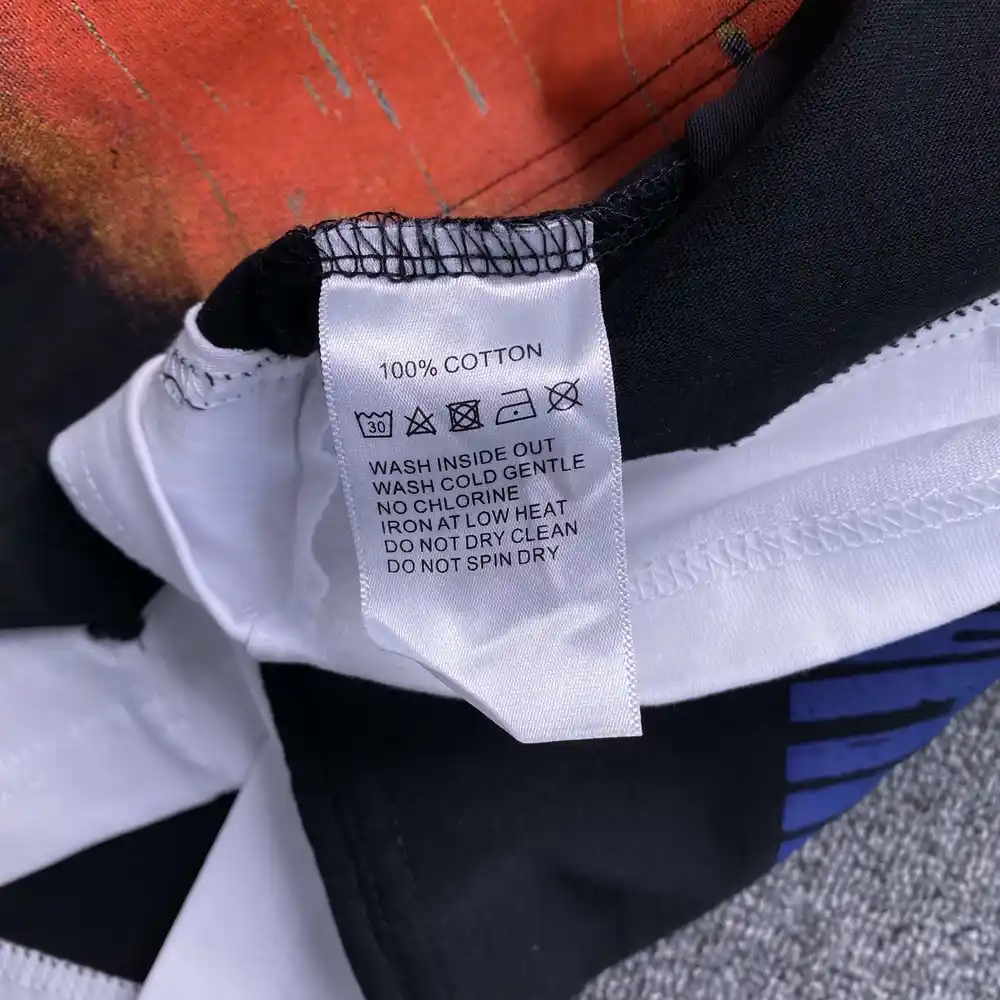 100% COTTON
30
WASH INSIDE OUT
WASH COLD GENTLE
NO CHLORINE
IRON AT LOW HEAT
DO NOT DRY CLEAN
DO NOT SPIN DRY